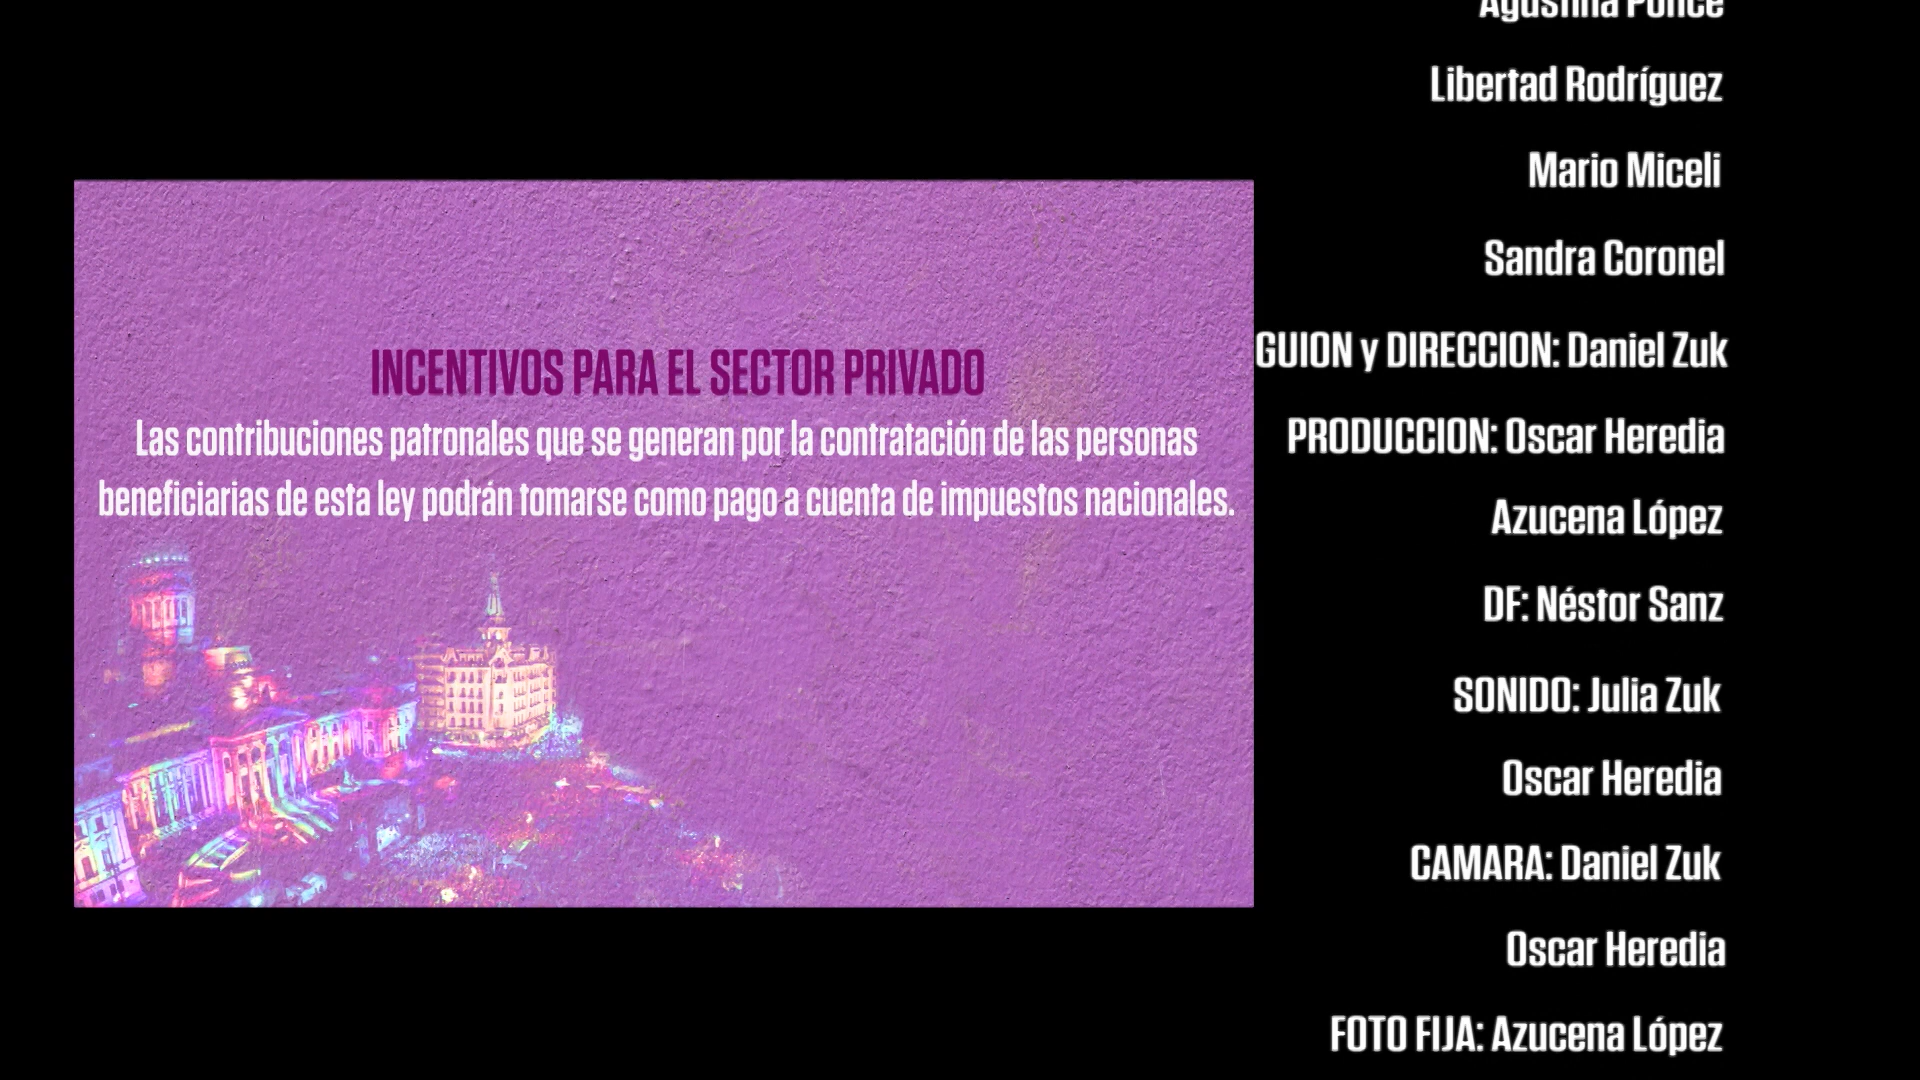 INCENTIVOS PARA EL SECTOR PRIVADO
Las contribuciones patronales que se generan por la contratación de las personas
beneficiarias de esta ley podrán tomarse como pago a cuenta de impuestos nacionales.
Agustina Ponce
Libertad Rodríguez
Mario Miceli
Sandra Coronel
GUION y DIRECCION: Daniel Zuk
PRODUCCION: Oscar Heredia
Azucena López
DF: Néstor Sanz
SONIDO: Julia Zuk
Oscar Heredia
CAMARA: Daniel Zuk
Oscar Heredia
FOTO FIJA: Azucena López